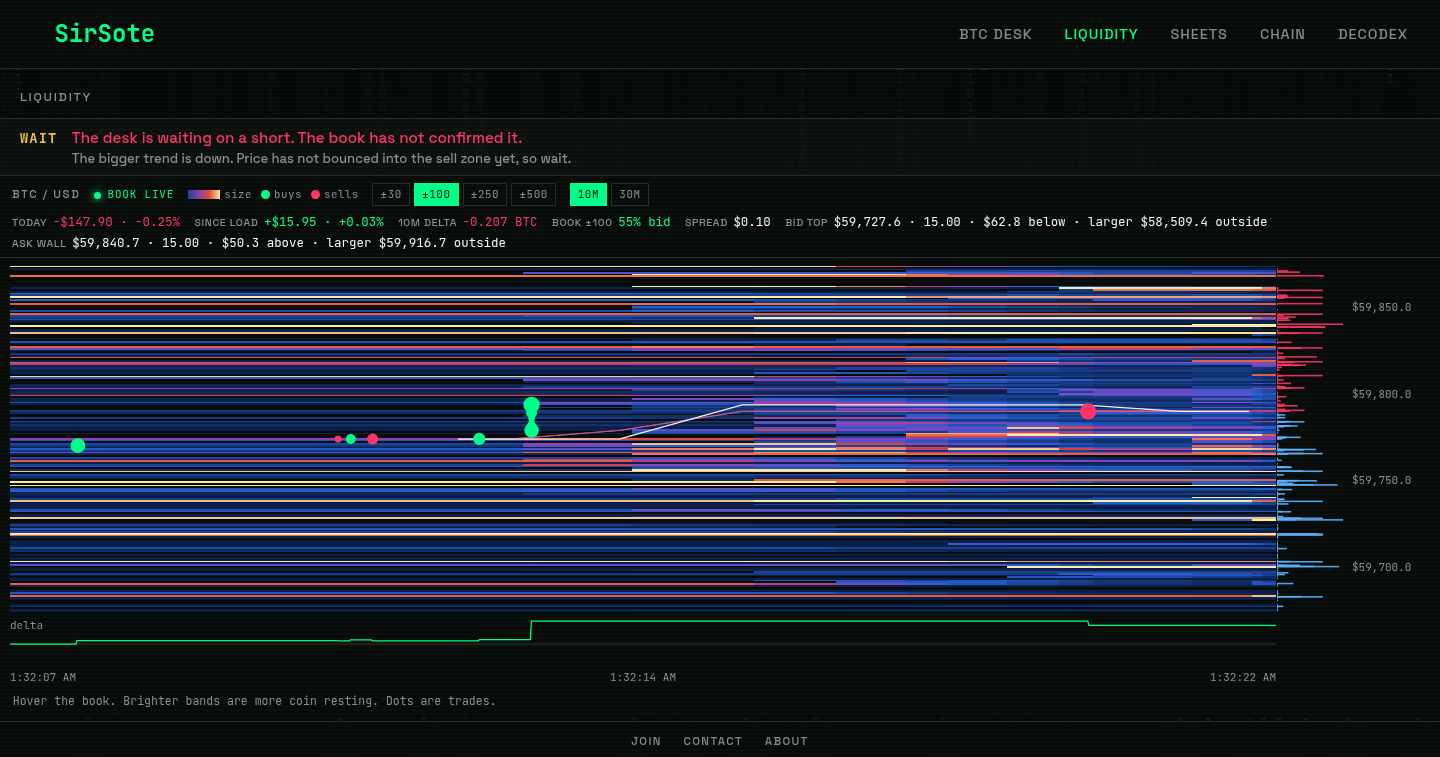 SirSote
BTC DESK LIQUIDITY SHEETS CHAIN DECODEX
LIQUIDITY
WAIT The desk is waiting on a short. The book has not confirmed it.
The bigger trend is down. Price has not bounced into the sell zone yet, so wait.
BTC / USD BOOK LIVE size buys sells ±30 ±100 ±250 ±500 10M 30M
TODAY -$147.90 · -0.25% SINCE LOAD +$15.95 · +0.03% 10M DELTA -0.207 BTC BOOK ±100 55% bid SPREAD $0.10 BID TOP $59,727.6 · 15.00 · $62.8 below · larger $58,509.4 outside
ASK WALL $59,840.7 · 15.00 · $50.3 above · larger $59,916.7 outside
$59,850.0
$59,800.0
$59,750.0
$59,700.0
delta
1:32:07 AM 1:32:14 AM 1:32:22 AM
Hover the book. Brighter bands are more coin resting. Dots are trades.
JOIN CONTACT ABOUT